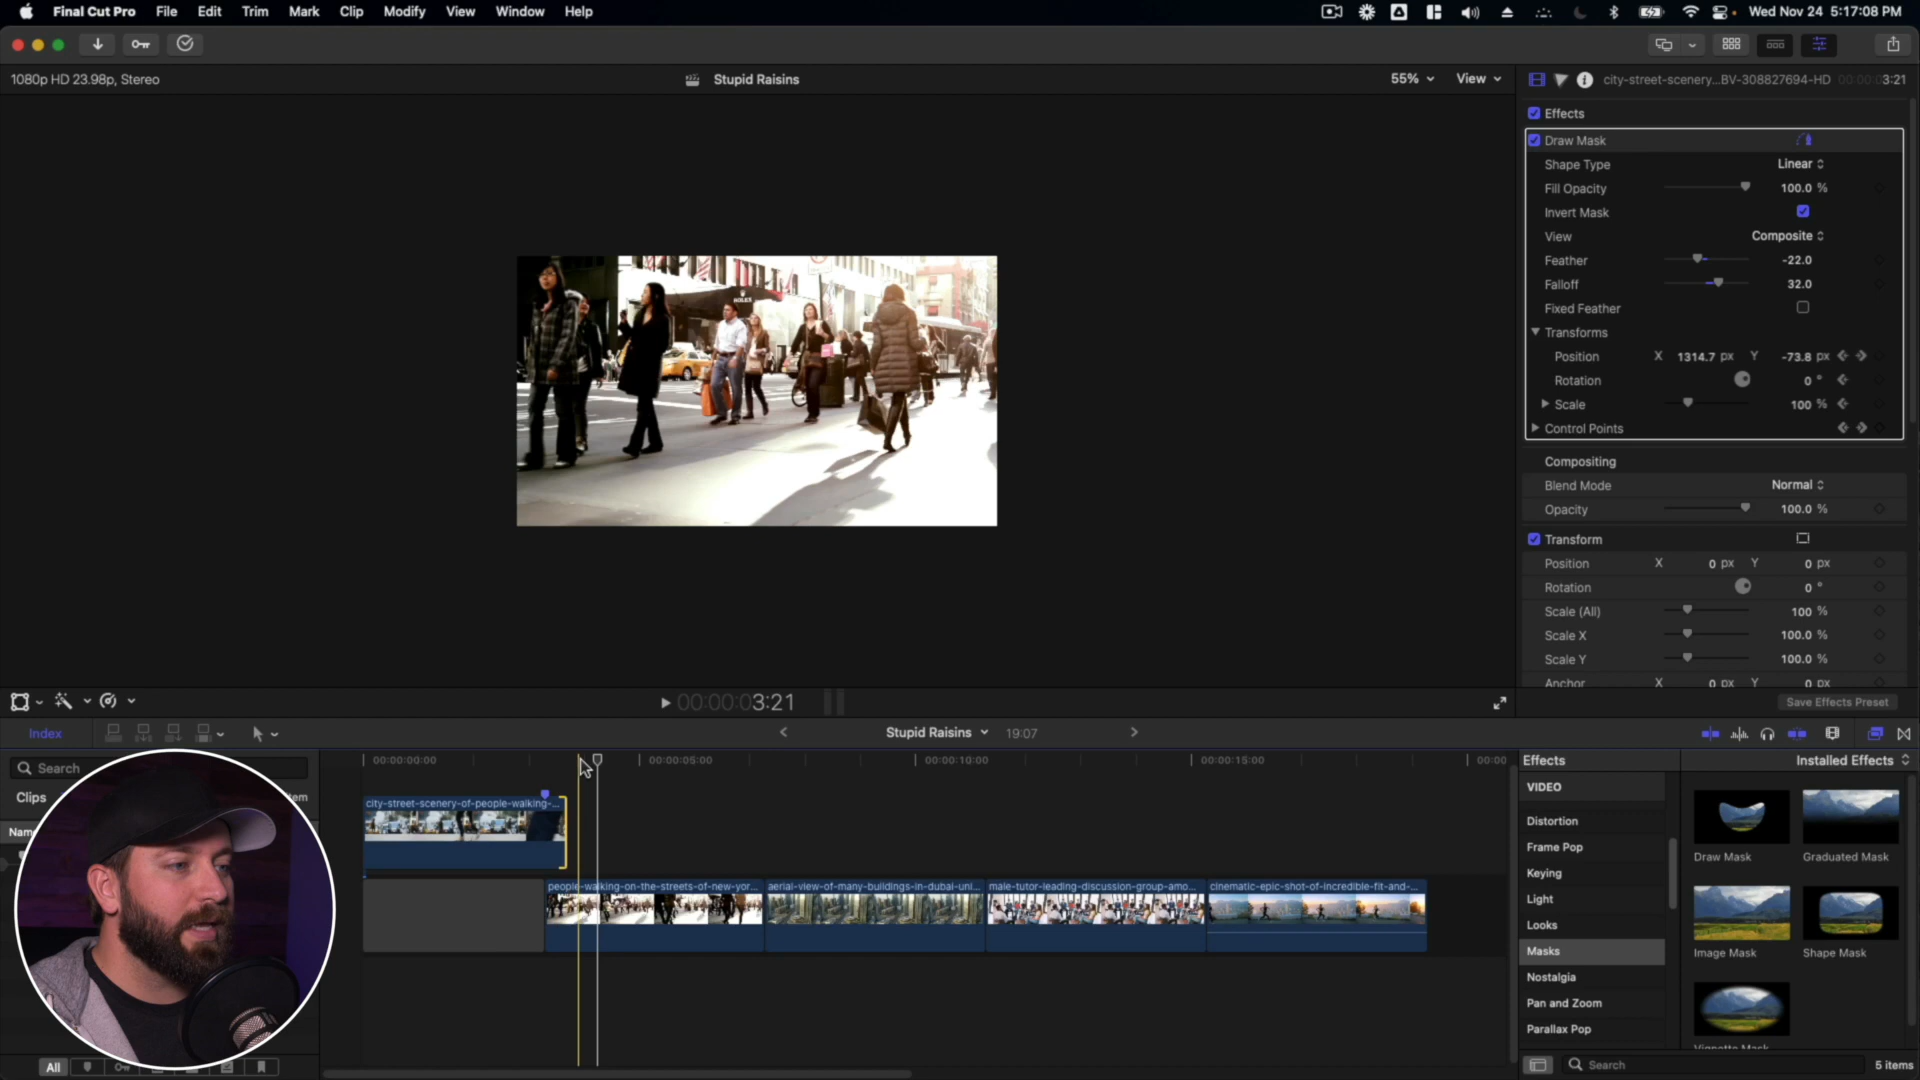 Final Cut Pro File Edit Trim Mark Clip Modify View Window Help Wed Nov 24 5:17:08 PM
1080p HD 23.98p, Stereo Stupid Raisins 55% View city-street-scenery...BV-308827694-HD 00:00:03:21
Effects
Draw Mask
Shape Type Linear
Fill Opacity 100.0 %
Invert Mask
View Composite
Feather -22.0
Falloff 32.0
Fixed Feather
Transforms
Position X 1314.7 px Y -73.8 px
Rotation 0 °
Scale 100 %
Control Points
Compositing
Blend Mode Normal
Opacity 100.0 %
Transform
Position X 0 px Y 0 px
Rotation 0 °
Scale (All) 100 %
Scale X 100.0 %
Scale Y 100.0 %
Anchor X 0 px Y 0 px
00:00:03:21 Save Effects Preset
Index Stupid Raisins 19:07
Search 00:00:00:00 00:00:05:00 00:00:10:00 00:00:15:00 00:00 Effects Installed Effects
Clips
VIDEO
city-street-scenery-of-people-walking-...
Distortion
Frame Pop
Draw Mask Graduated Mask
Keying
people-walking-on-the-streets-of-new-yor... aerial-view-of-many-buildings-in-dubai-uni... male-tutor-leading-discussion-group-amo... cinematic-epic-shot-of-incredible-fit-and-...
Light
Looks
Masks
Image Mask Shape Mask
Nostalgia
Pan and Zoom
Parallax Pop
Vignette Mask
All Search 5 items